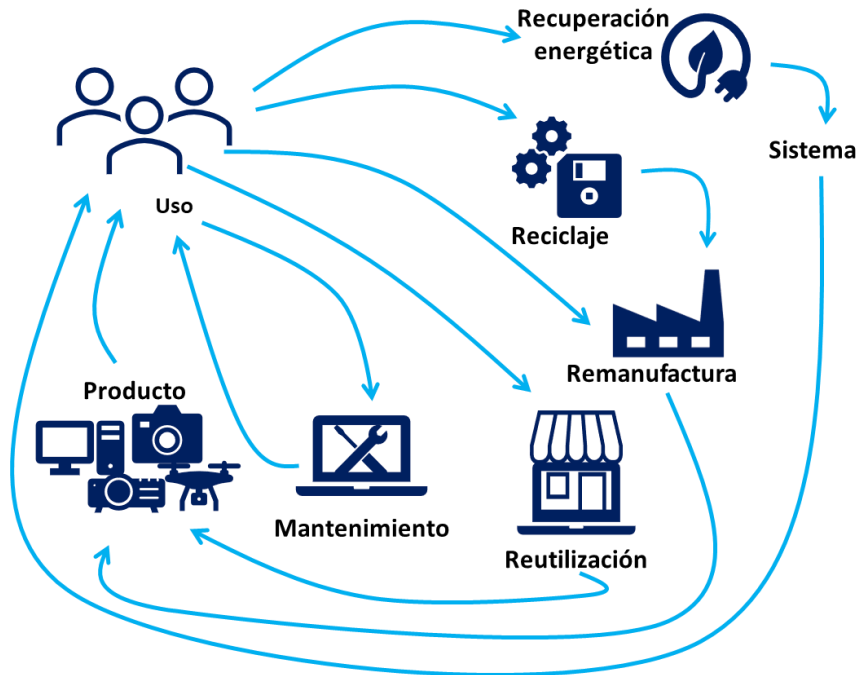 Recuperación
energética
Sistema
Uso
Reciclaje
Remanufactura
Producto
Mantenimiento
Reutilización